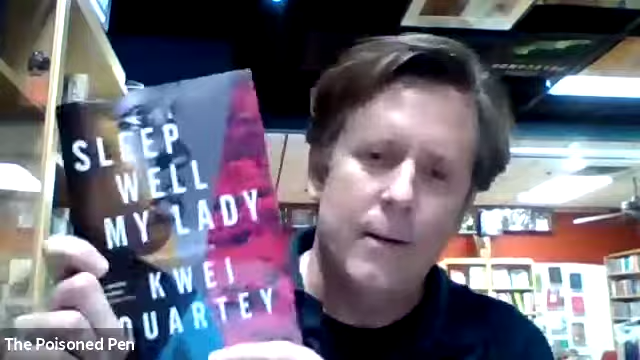 SLEEP
WELL
MY LADY
KWEI
QUARTEY
The Poisoned Pen